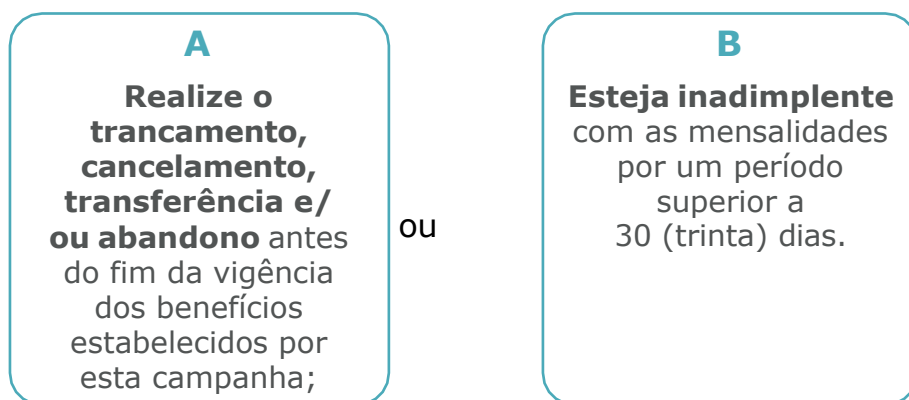 A
Realize o
trancamento,
cancelamento,
transferência e/
ou abandono antes
do fim da vigência
dos benefícios
estabelecidos por
esta campanha;
ou
B
Esteja inadimplente
com as mensalidades
por um período
superior a
30 (trinta) dias.